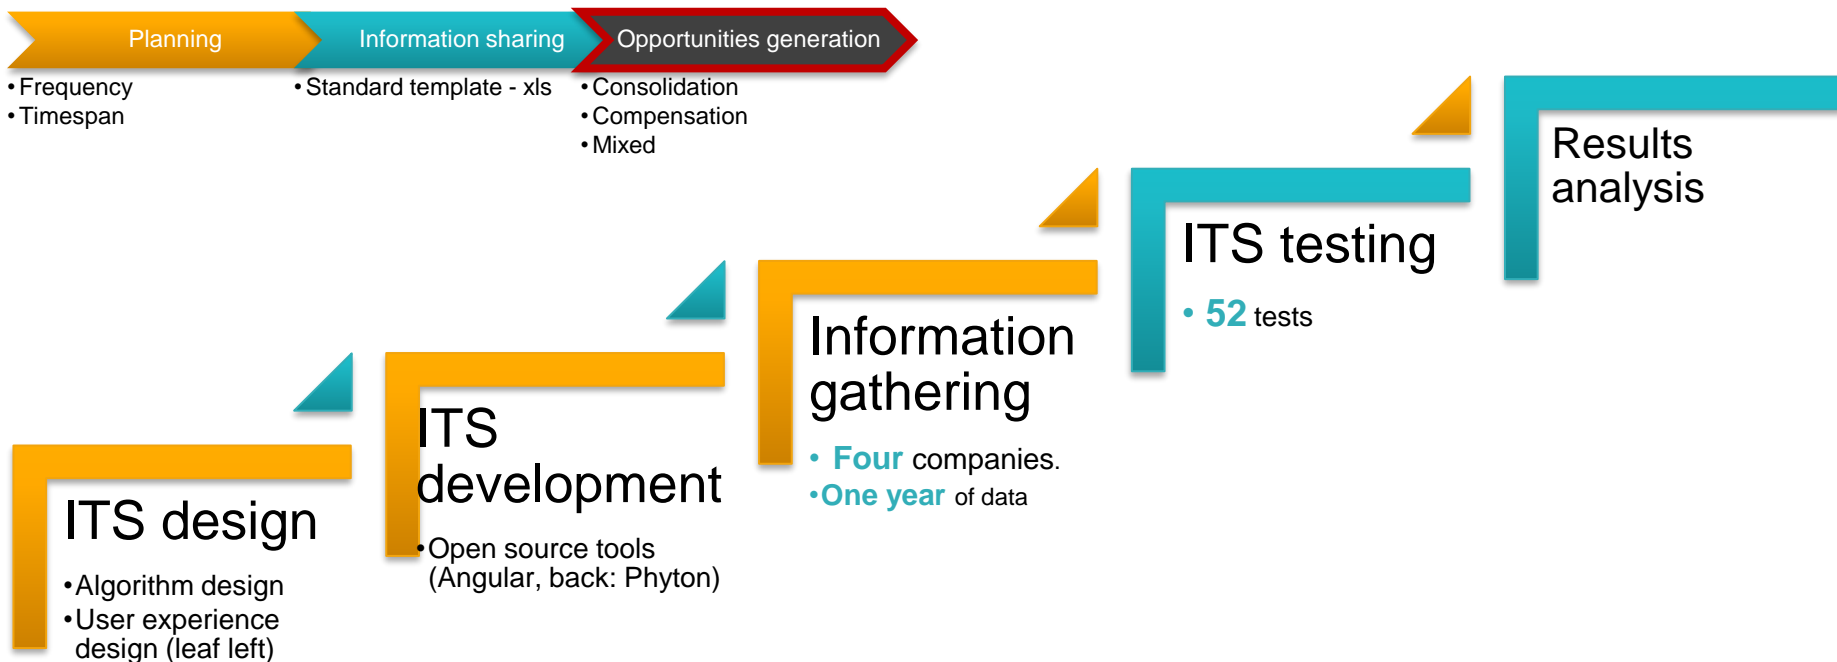 Planning
Information sharing
Opportunities generation
•Frequency
•Timespan
•Standard template - xls
•Consolidation
•Compensation
•Mixed
ITS design
•Algorithm design
•User experience
design (leaf left)
ITS
development
•Open source tools
(Angular, back: Phyton)
Information
gathering
• Four companies.
•One year of data
ITS testing
• 52 tests
Results
analysis